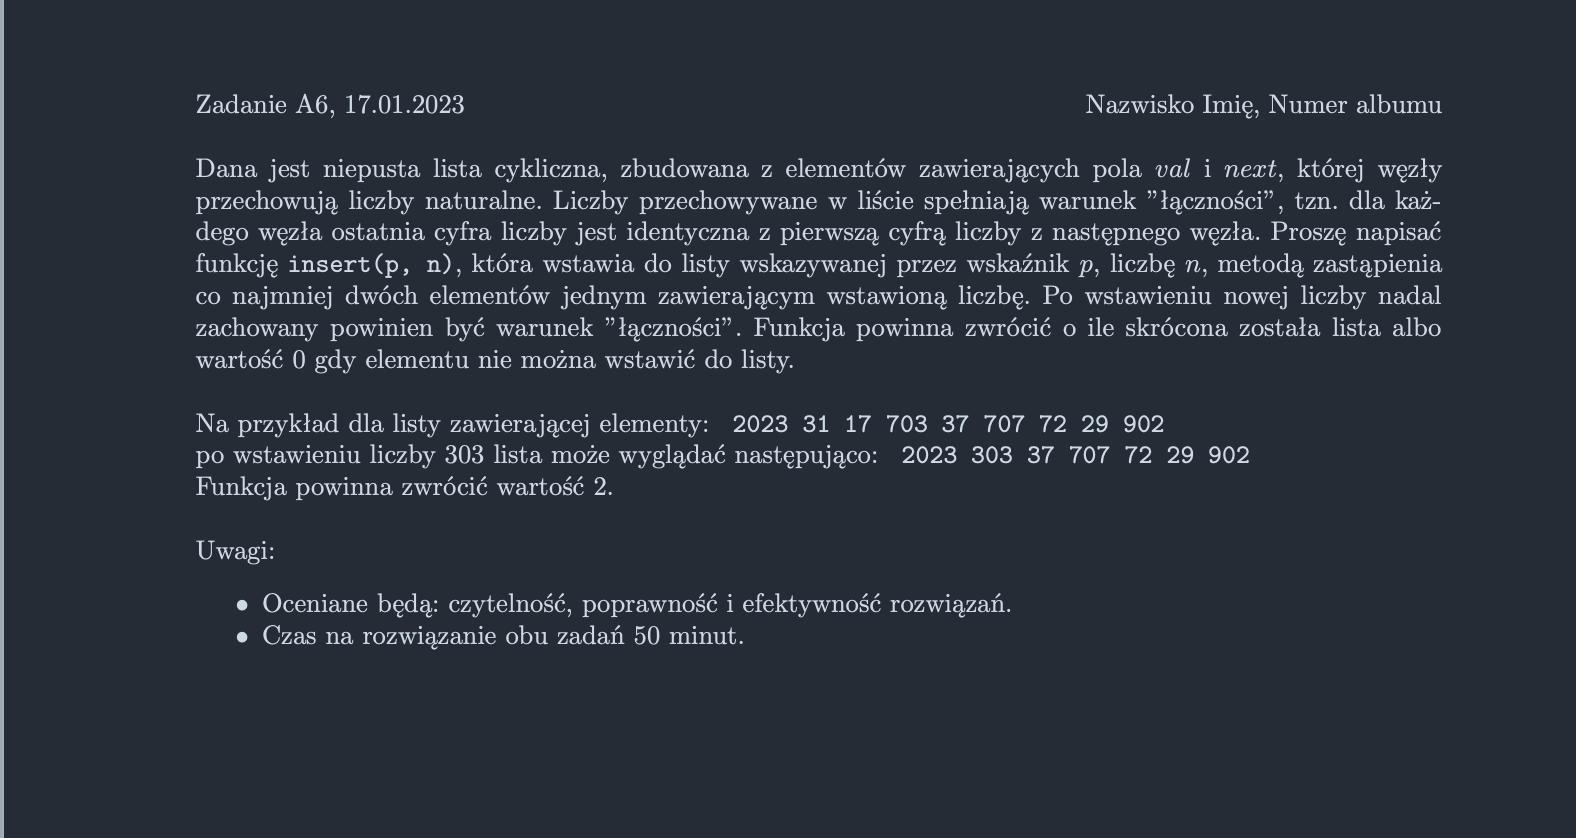 Zadanie A6, 17.01.2023 Nazwisko Imię, Numer albumu
Dana jest niepusta lista cykliczna, zbudowana z elementów zawierających pola val i next, której węzły
przechowują liczby naturalne. Liczby przechowywane w liście spełniają warunek ”łączności”, tzn. dla każ-
dego węzła ostatnia cyfra liczby jest identyczna z pierwszą cyfrą liczby z następnego węzła. Proszę napisać
funkcję insert(p, n), która wstawia do listy wskazywanej przez wskaźnik p, liczbę n, metodą zastąpienia
co najmniej dwóch elementów jednym zawierającym wstawioną liczbę. Po wstawieniu nowej liczby nadal
zachowany powinien być warunek ”łączności”. Funkcja powinna zwrócić o ile skrócona została lista albo
wartość 0 gdy elementu nie można wstawić do listy.
Na przykład dla listy zawierającej elementy: 2023 31 17 703 37 707 72 29 902
po wstawieniu liczby 303 lista może wyglądać następująco: 2023 303 37 707 72 29 902
Funkcja powinna zwrócić wartość 2.
Uwagi:
• Oceniane będą: czytelność, poprawność i efektywność rozwiązań.
• Czas na rozwiązanie obu zadań 50 minut.